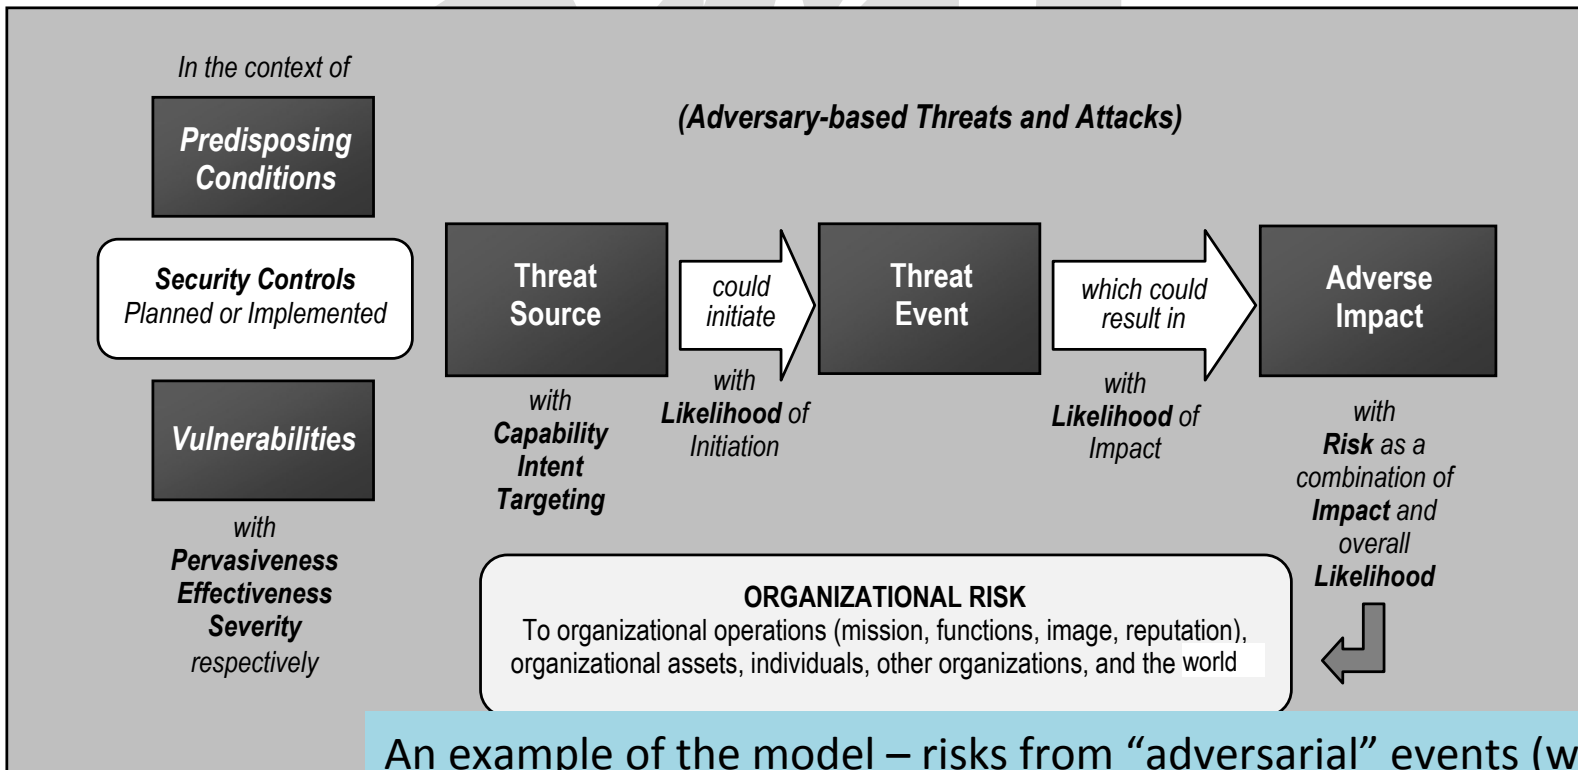 In the context of
Predisposing
Conditions
Security Controls
Planned or Implemented
Vulnerabilities
with
Pervasiveness
Effectiveness
Severity
respectively
(Adversary-based Threats and Attacks)
Threat
Source
with
Capability
Intent
Targeting
could
initiate
with
Likelihood of
Initiation
Threat
Event
which could
result in
with
Likelihood of
Impact
Adverse
Impact
with
Risk as a
combination of
Impact and
overall
Likelihood
ORGANIZATIONAL RISK
To organizational operations (mission, functions, image, reputation),
organizational assets, individuals, other organizations, and the world
An example of the model – risks from “adversarial” events (w